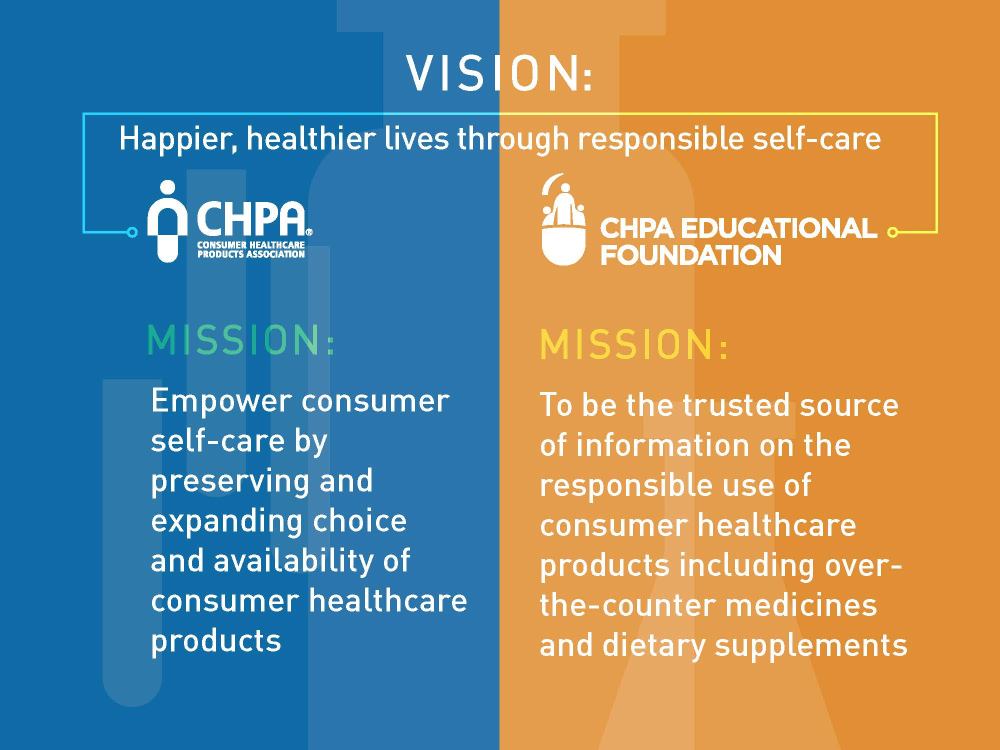 VISION:
Happier, healthier lives through responsible self-care
CHPA®
CONSUMER HEALTHCARE
PRODUCTS ASSOCIATION
CHPA EDUCATIONAL
FOUNDATION
MISSION:
Empower consumer
self-care by
preserving and
expanding choice
and availability of
consumer healthcare
products
MISSION:
To be the trusted source
of information on the
responsible use of
consumer healthcare
products including over-
the-counter medicines
and dietary supplements